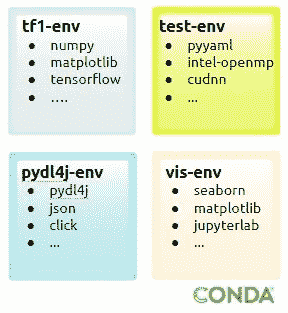 tf1-env
● numpy
● matplotlib
● tensorflow
● ....
test-env
● pyyaml
● intel-openmp
● cudnn
● ...
pydl4j-env
● pydl4j
● json
● click
● ...
vis-env
● seaborn
● matplotlib
● jupyterlab
● ...
CONDA